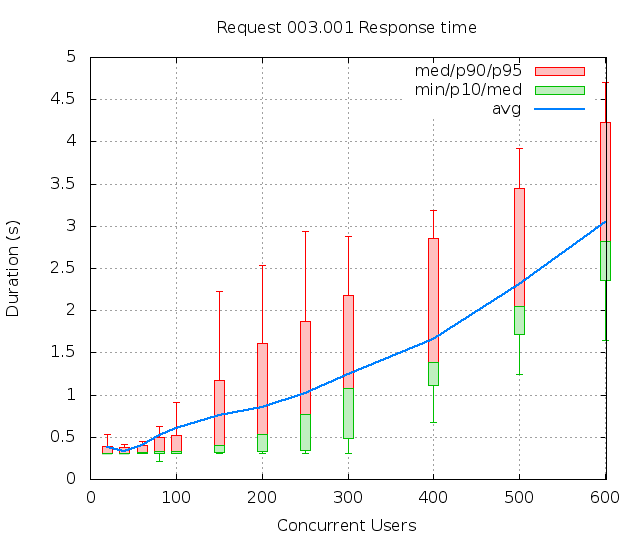 Request 003.001 Response time
med/p90/p95
min/p10/med
avg
5
4.5
4
3.5
3
2.5
2
1.5
1
0.5
0
Duration (s)
0 100 200 300 400 500 600
Concurrent Users